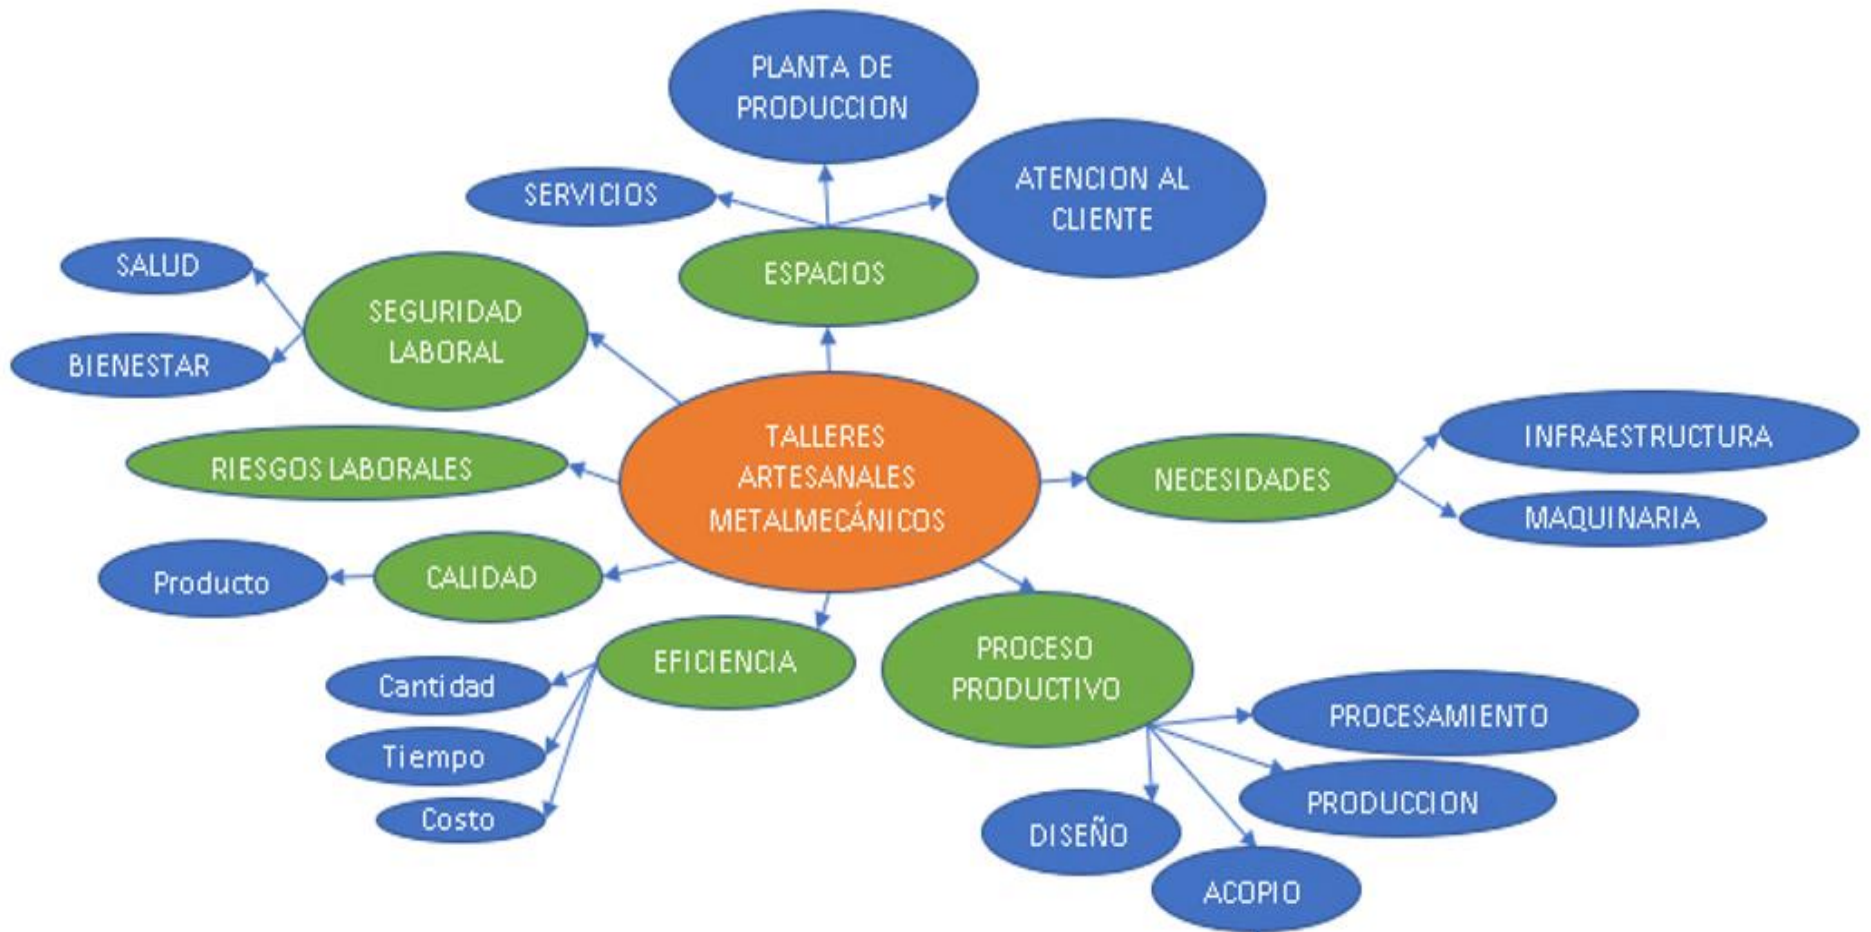 PLANTA DE
PRODUCCION
ATENCION AL
CLIENTE
SERVICIOS
ESPACIOS
SALUD
BIENESTAR
SEGURIDAD
LABORAL
RIESGOS LABORALES
TALLERES
ARTESANALES
METALMECÁNICOS
NECESIDADES
INFRAESTRUCTURA
MAQUINARIA
Producto
CALIDAD
EFICIENCIA
Cantidad
Tiempo
Costo
PROCESO
PRODUCTIVO
PROCESAMIENTO
PRODUCCION
DISEÑO
ACOPIO